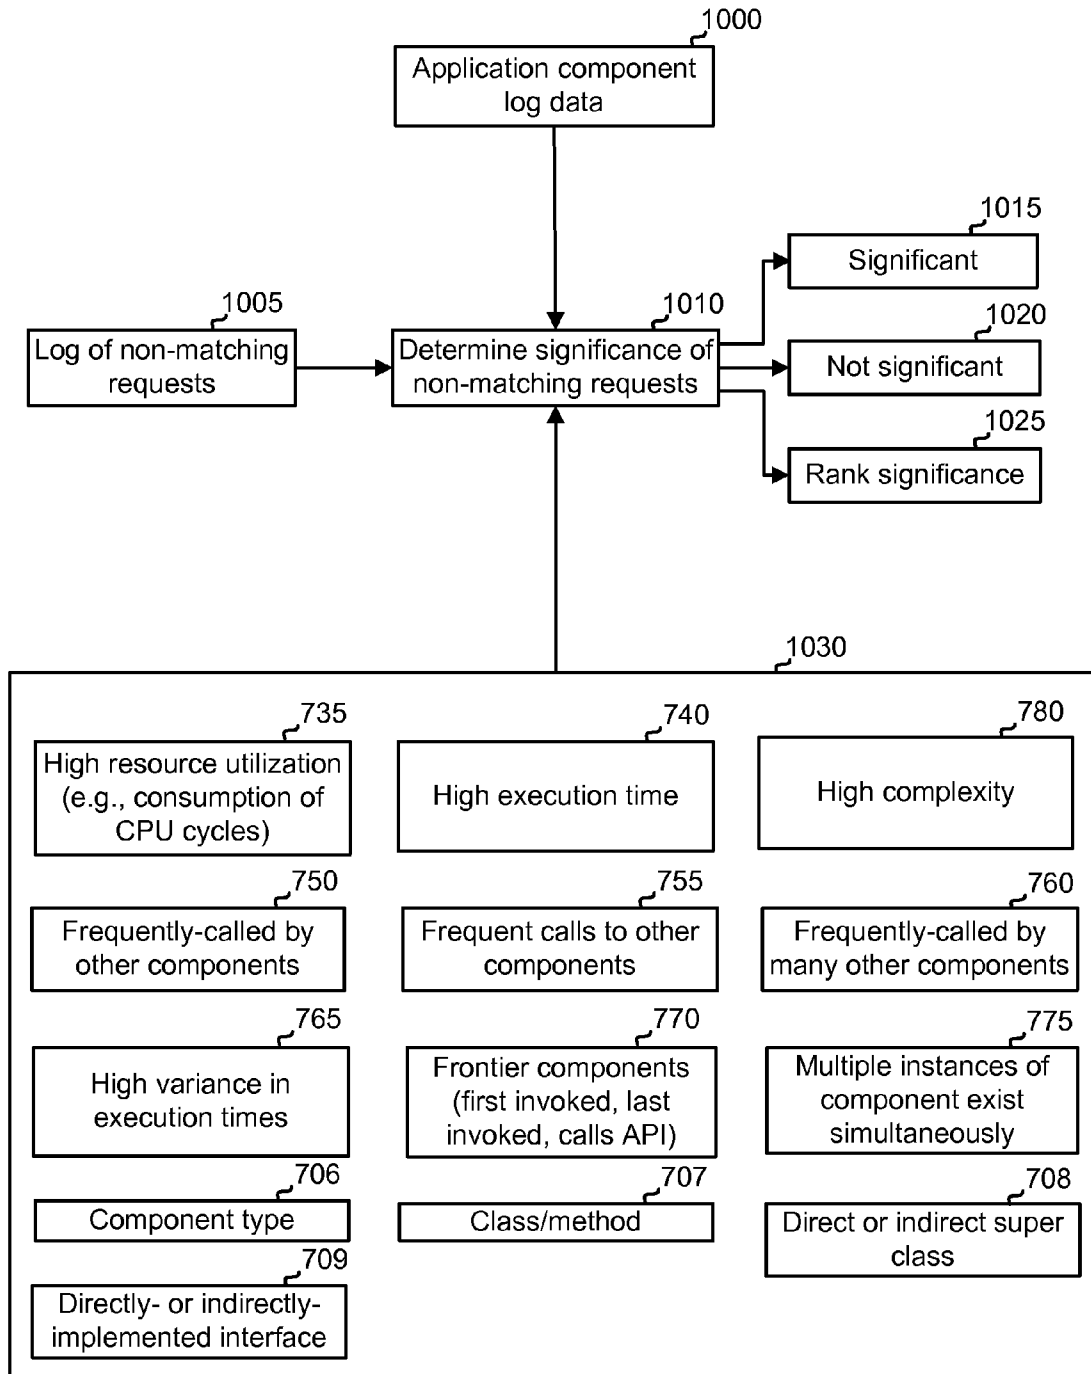 1000
Application component
log data
1015
Significant
1005
Log of non-matching
requests
1010
Determine significance of
non-matching requests
1020
Not significant
1025
Rank significance
1030
735
High resource utilization
(e.g., consumption of
CPU cycles)
740
High execution time
780
High complexity
750
Frequently-called by
other components
755
Frequent calls to other
components
760
Frequently-called by
many other components
765
High variance in
execution times
770
Frontier components
(first invoked, last
invoked, calls API)
775
Multiple instances of
component exist
simultaneously
706
Component type
707
Class/method
708
Direct or indirect super
class
709
Directly- or indirectly-
implemented interface